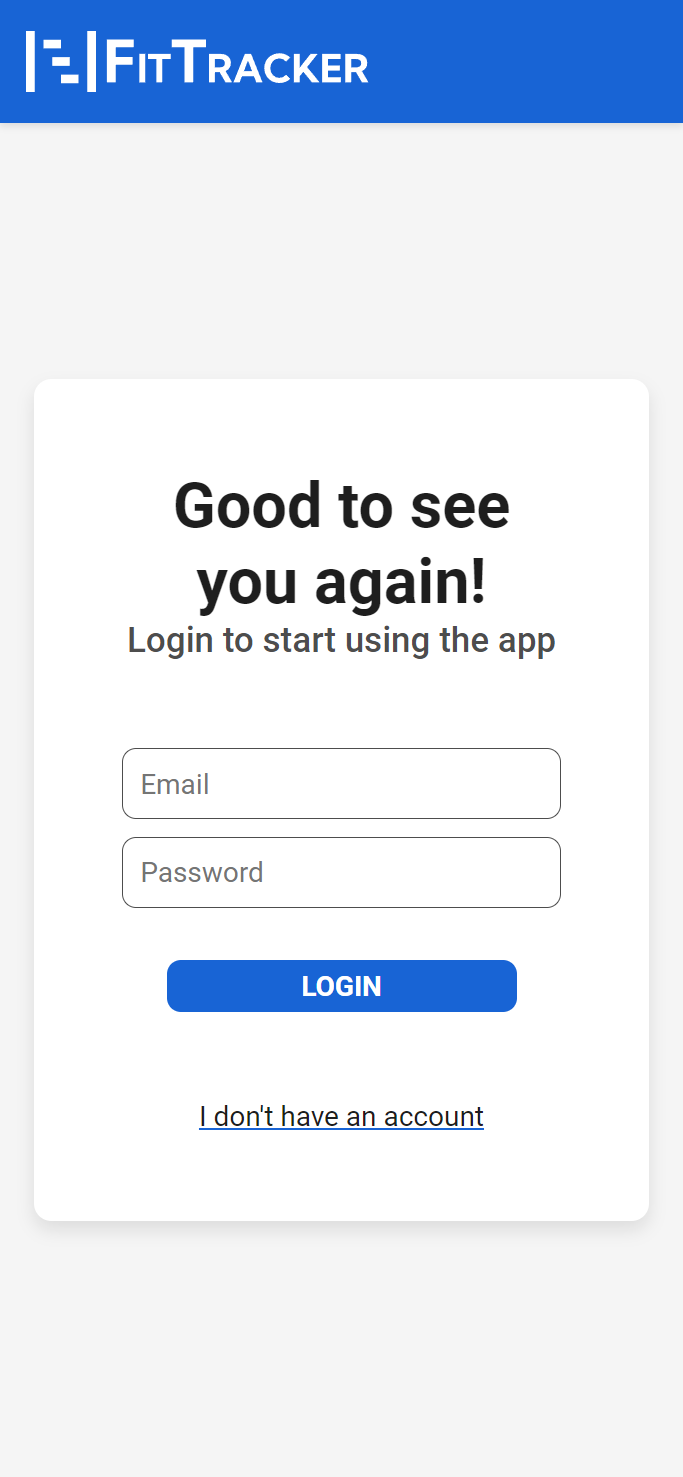 FITTRACKER
Good to see
you again!
Login to start using the app
Email
Password
LOGIN
I don't have an account